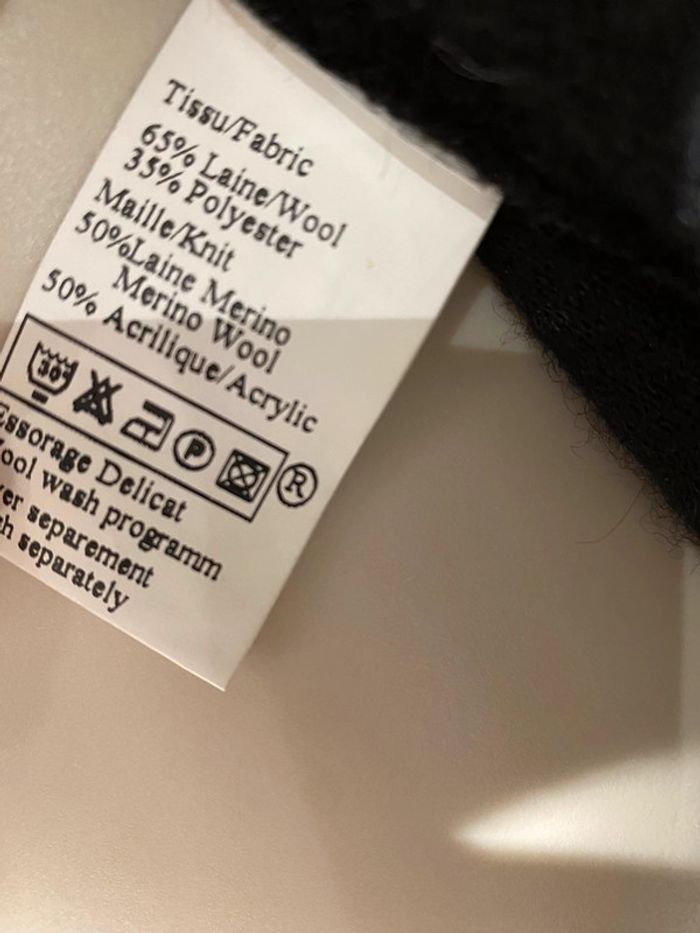 Tissu/Fabric
65% Laine/Wool
35% Polyester
Maille/Knit
50%Laine Merino
Merino Wool
50% Acrilique/Acrylic
30°
P
R
Essorage Delicat
wash programm
separement
separately